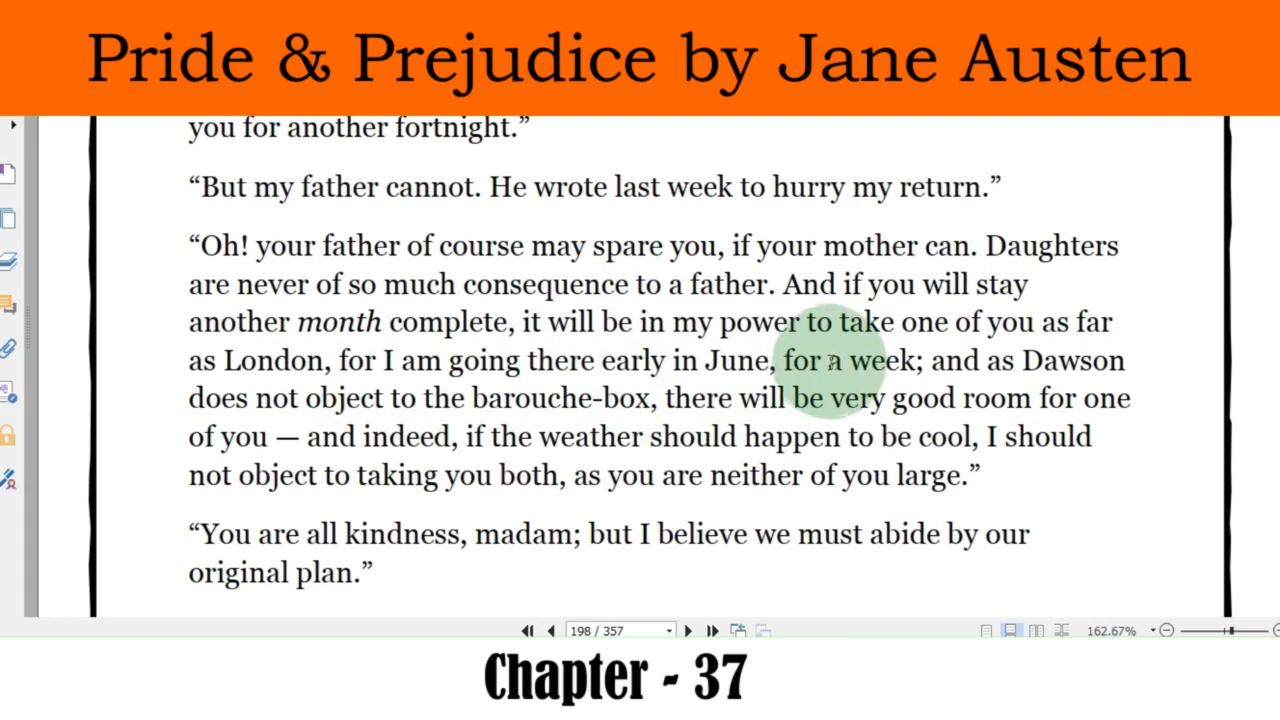 Pride & Prejudice by Jane Austen
you for another fortnight.”
“But my father cannot. He wrote last week to hurry my return.”
“Oh! your father of course may spare you, if your mother can. Daughters
are never of so much consequence to a father. And if you will stay
another month complete, it will be in my power to take one of you as far
as London, for I am going there early in June, for a week; and as Dawson
does not object to the barouche-box, there will be very good room for one
of you — and indeed, if the weather should happen to be cool, I should
not object to taking you both, as you are neither of you large.”
“You are all kindness, madam; but I believe we must abide by our
original plan.”
198 / 357
162.67%
Chapter - 37